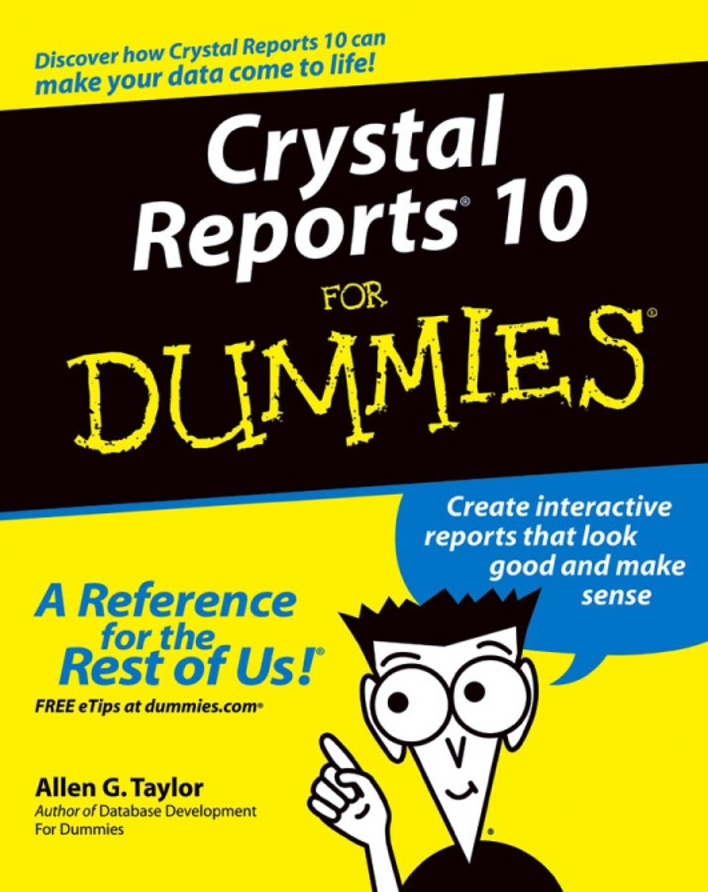 Discover how Crystal Reports 10 can
make your data come to life!
Crystal
Reports® 10
FOR
DUMMIES®
Create interactive
reports that look
good and make
sense
A Reference
for the
Rest of Us!®
FREE eTips at dummies.com®
Allen G. Taylor
Author of Database Development
For Dummies
®